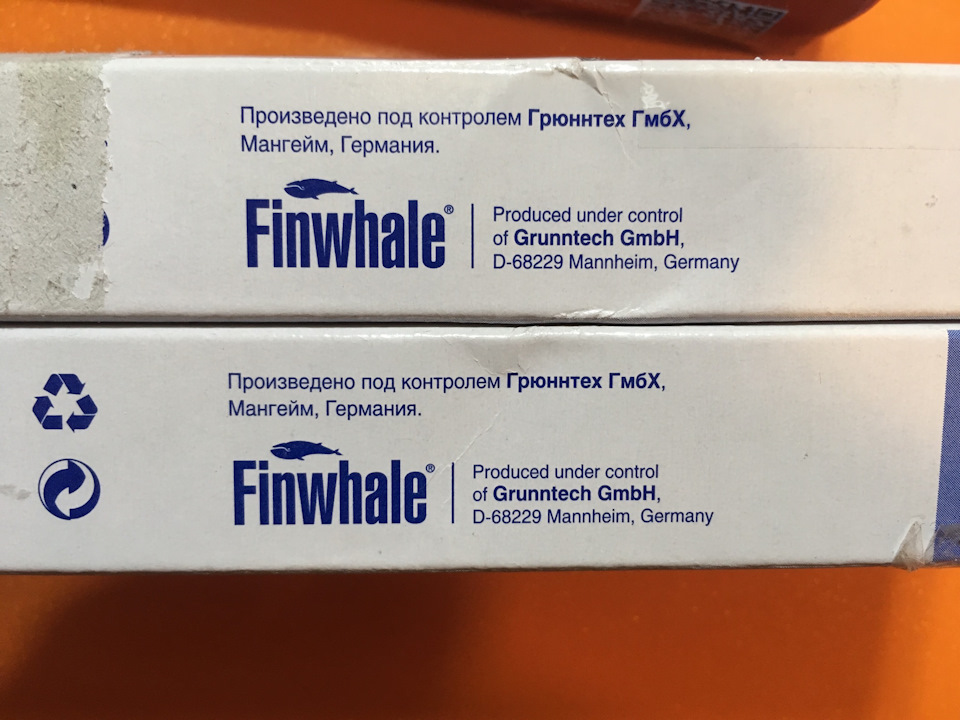 Произведено под контролем Грюннтех ГмбХ,
Мангейм, Германия.
Finwhale®
Produced under control
of Grunntech GmbH,
D-68229 Mannheim, Germany
Произведено под контролем Грюннтех ГмбХ,
Мангейм, Германия.
Finwhale®
Produced under control
of Grunntech GmbH,
D-68229 Mannheim, Germany